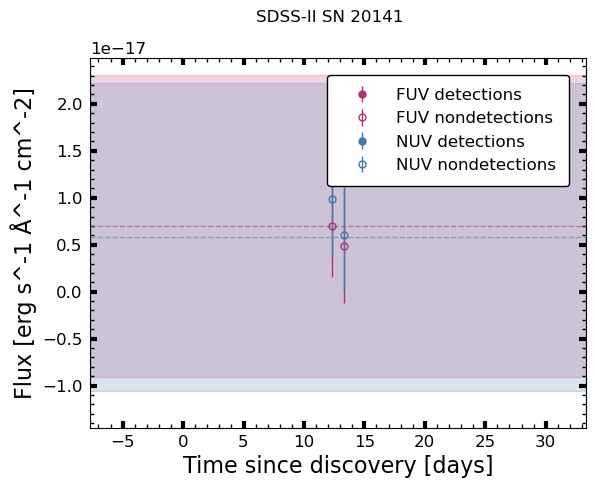 SDSS-II SN 20141
1e−17
FUV detections
FUV nondetections
NUV detections
NUV nondetections
2.0
1.5
1.0
0.5
0.0
−0.5
−1.0
Flux [erg s^-1 Å^-1 cm^-2]
−5 0 5 10 15 20 25 30
Time since discovery [days]